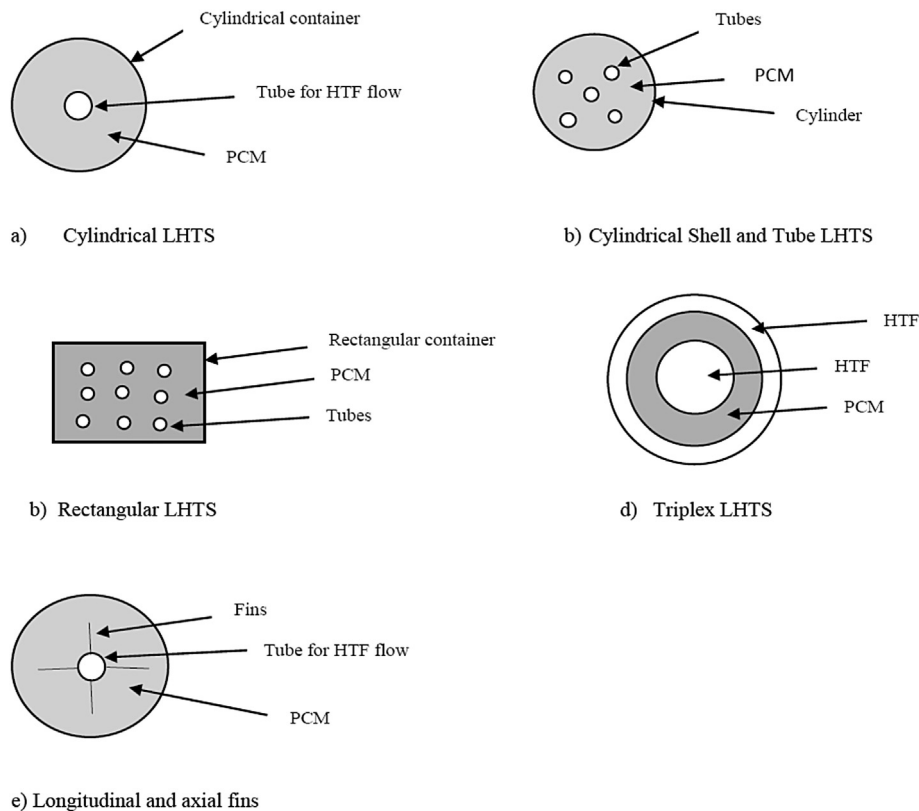 Cylindrical container
Tube for HTF flow
PCM
a) Cylindrical LHTS
Tubes
PCM
Cylinder
b) Cylindrical Shell and Tube LHTS
Rectangular container
PCM
Tubes
b) Rectangular LHTS
HTF
HTF
PCM
d) Triplex LHTS
Fins
Tube for HTF flow
PCM
e) Longitudinal and axial fins